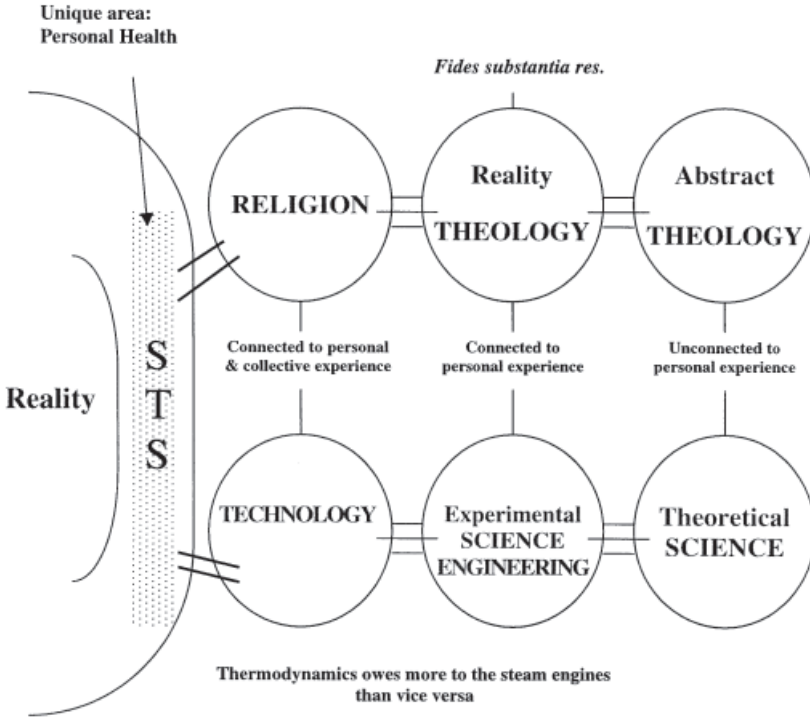 Unique area:
Personal Health
Fides substantia res.
RELIGION
Reality
THEOLOGY
Abstract
THEOLOGY
Connected to personal
& collective experience
Connected to
personal experience
Unconnected to
personal experience
Reality
S
T
S
TECHNOLOGY
Experimental
SCIENCE
ENGINEERING
Theoretical
SCIENCE
Thermodynamics owes more to the steam engines
than vice versa